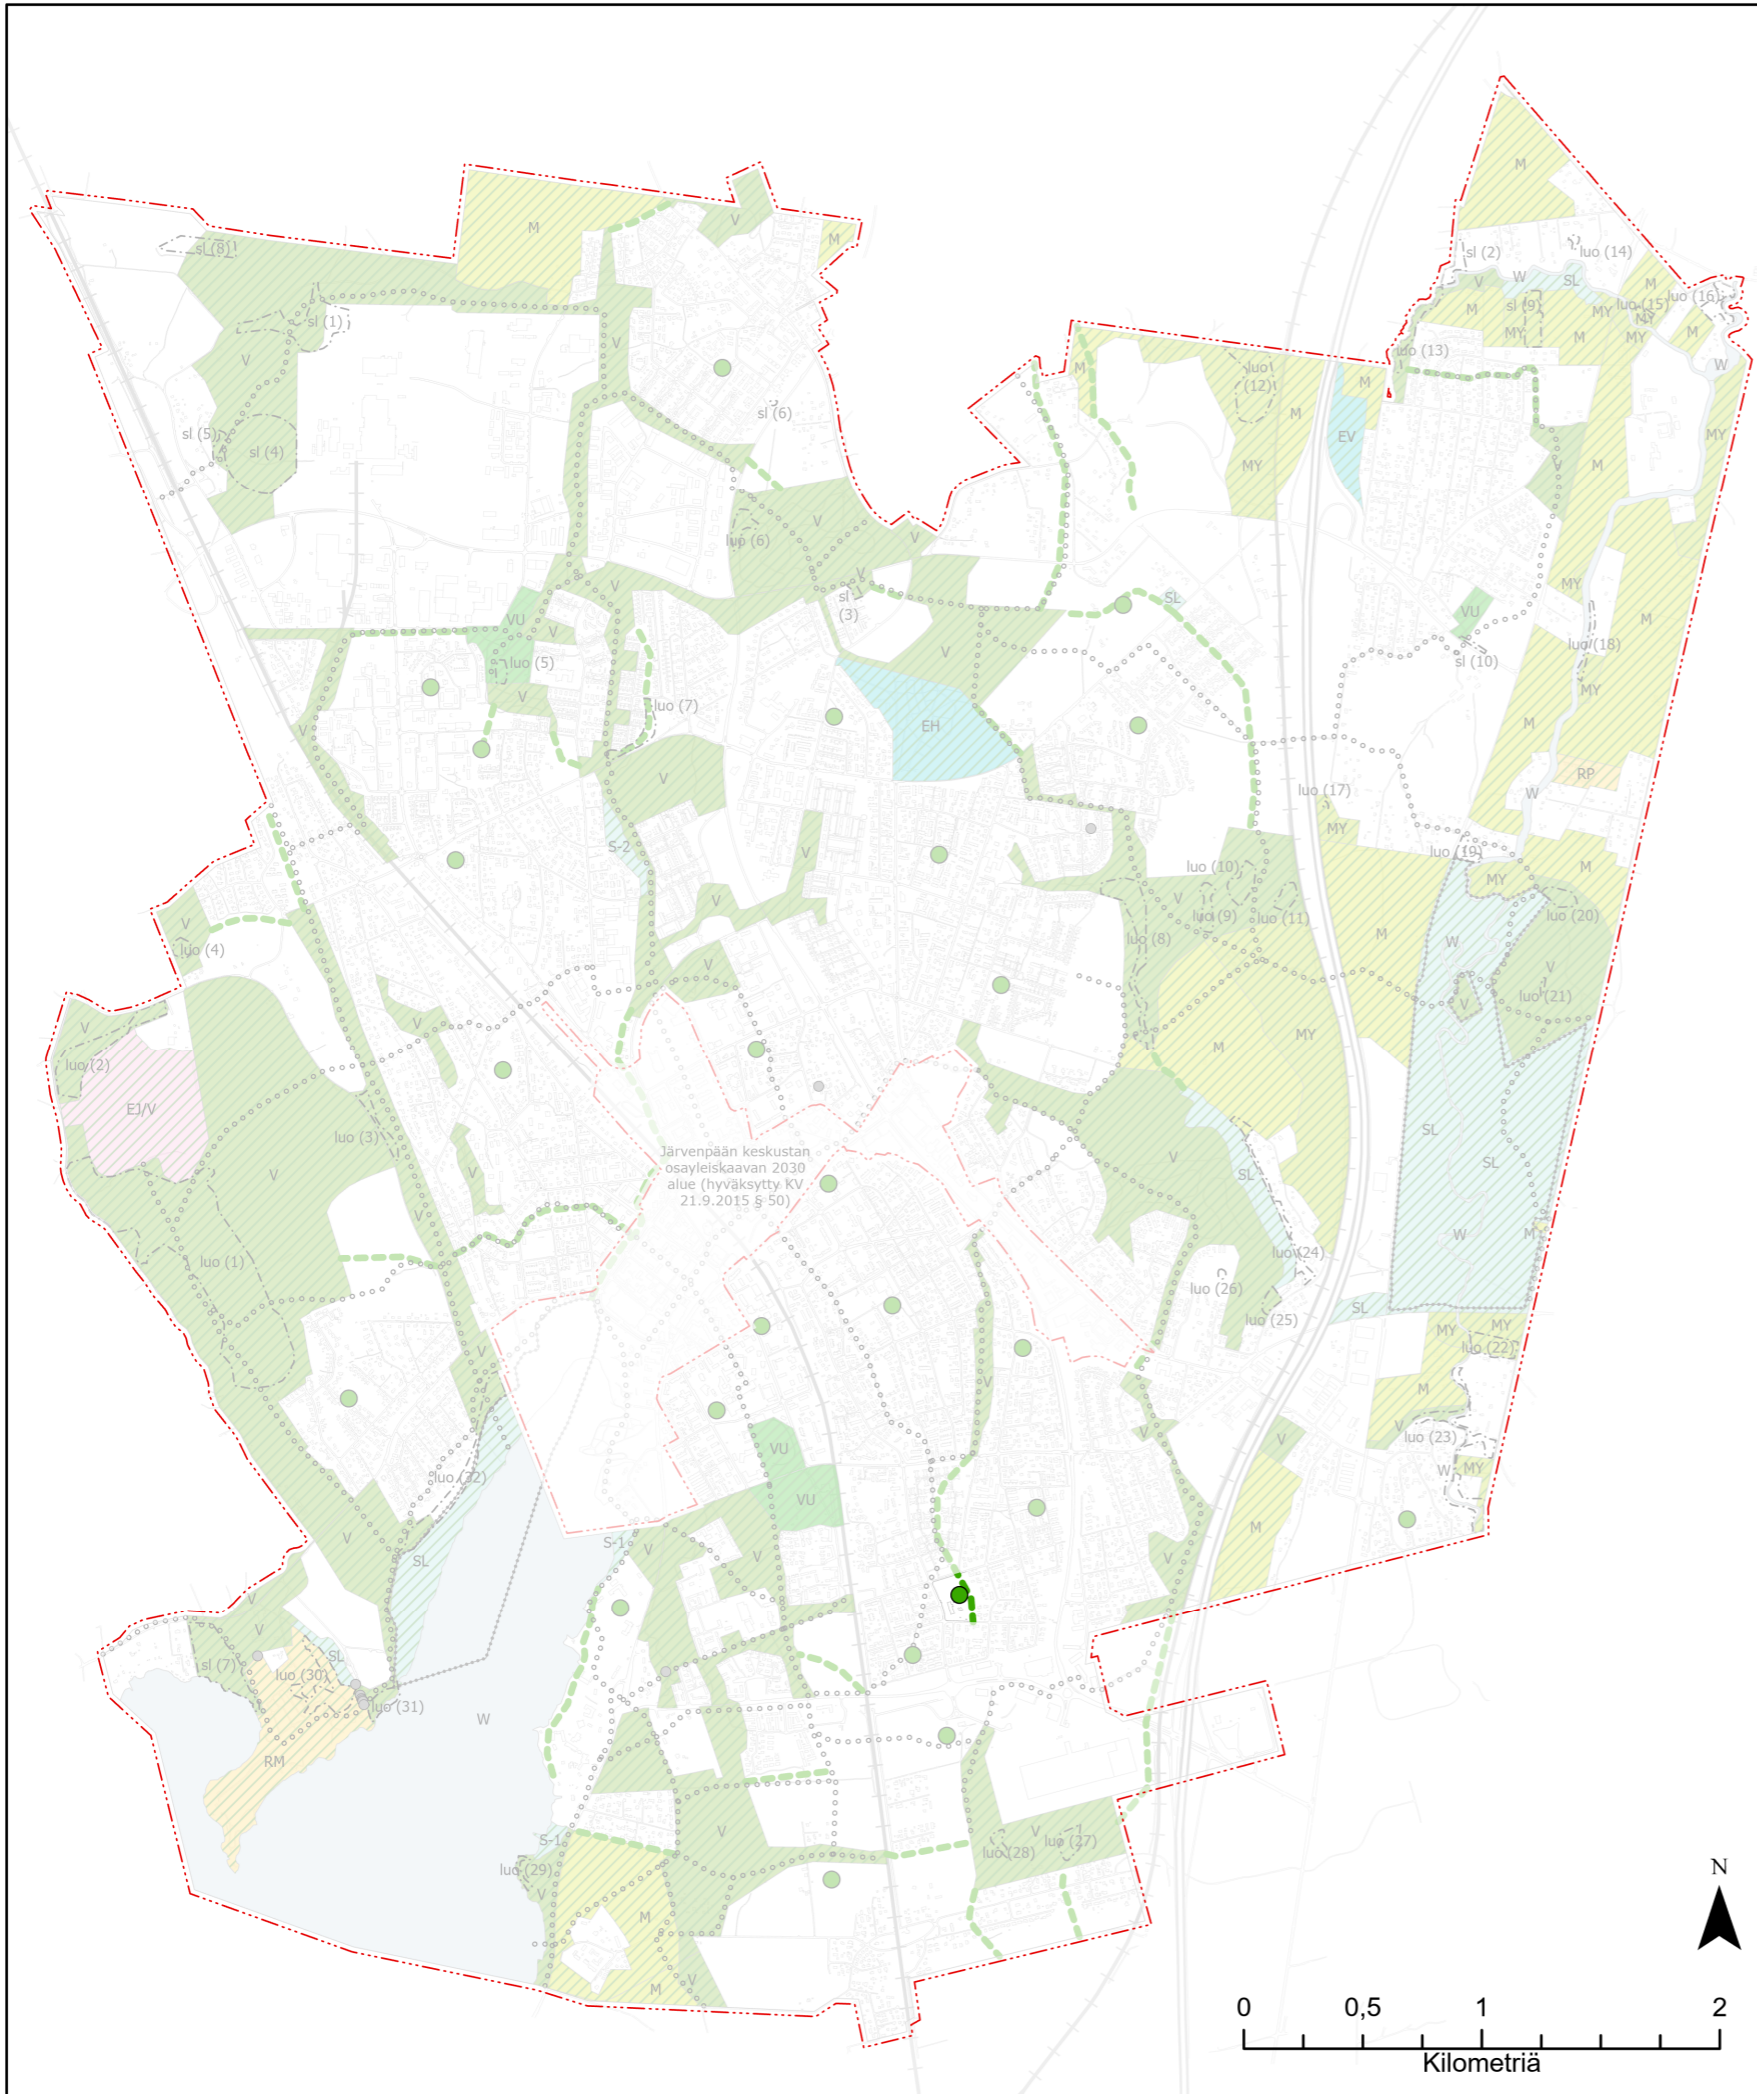 M
V
M
M
sl (8)
sl (2)
luo (14)
V
W
SL
M
luo (16)
sl (1)
M
sl (9)
MY
luo (15)
MY
M
MY
M
MY
V
V
luo (13)
W
M
luo
(12)
M
M
sl (6)
sl (5)
sl (4)
EV
MY
M
MY
V
luo (6)
V
V
V
sl
(3)
SL
MY
VU
V
VU
M
luo (5)
V
luo (18)
sl (10)
V
MY
luo (7)
V
EH
M
V
RP
luo (17)
W
MY
S-2
V
luo (19)
M
luo (10)
MY
V
V
V
luo (9)
luo (11)
luo (20)
luo (4)
luo (8)
M
W
V
V
luo (21)
V
V
V
MY
M
luo (2)
EJ/V
SL
luo (3)
Järvenpään keskustan
osayleiskaavan 2030
alue (hyväksytty KV
21.9.2015 § 50)
V
V
V
SL
SL
V
W
M
luo (1)
luo (24)
luo (26)
SL
luo (25)
MY
MY
luo (22)
V
V
M
V
V
luo (23)
VU
V
luo (32)
W
MY
VU
M
V
S-1
V
V
V
SL
V
SL
sl (7)
luo (30)
luo (31)
W
RM
V
V
luo (27)
S-1
luo (28)
luo (29)
V
M
V
M
N
0 0,5 1 2
Kilometriä